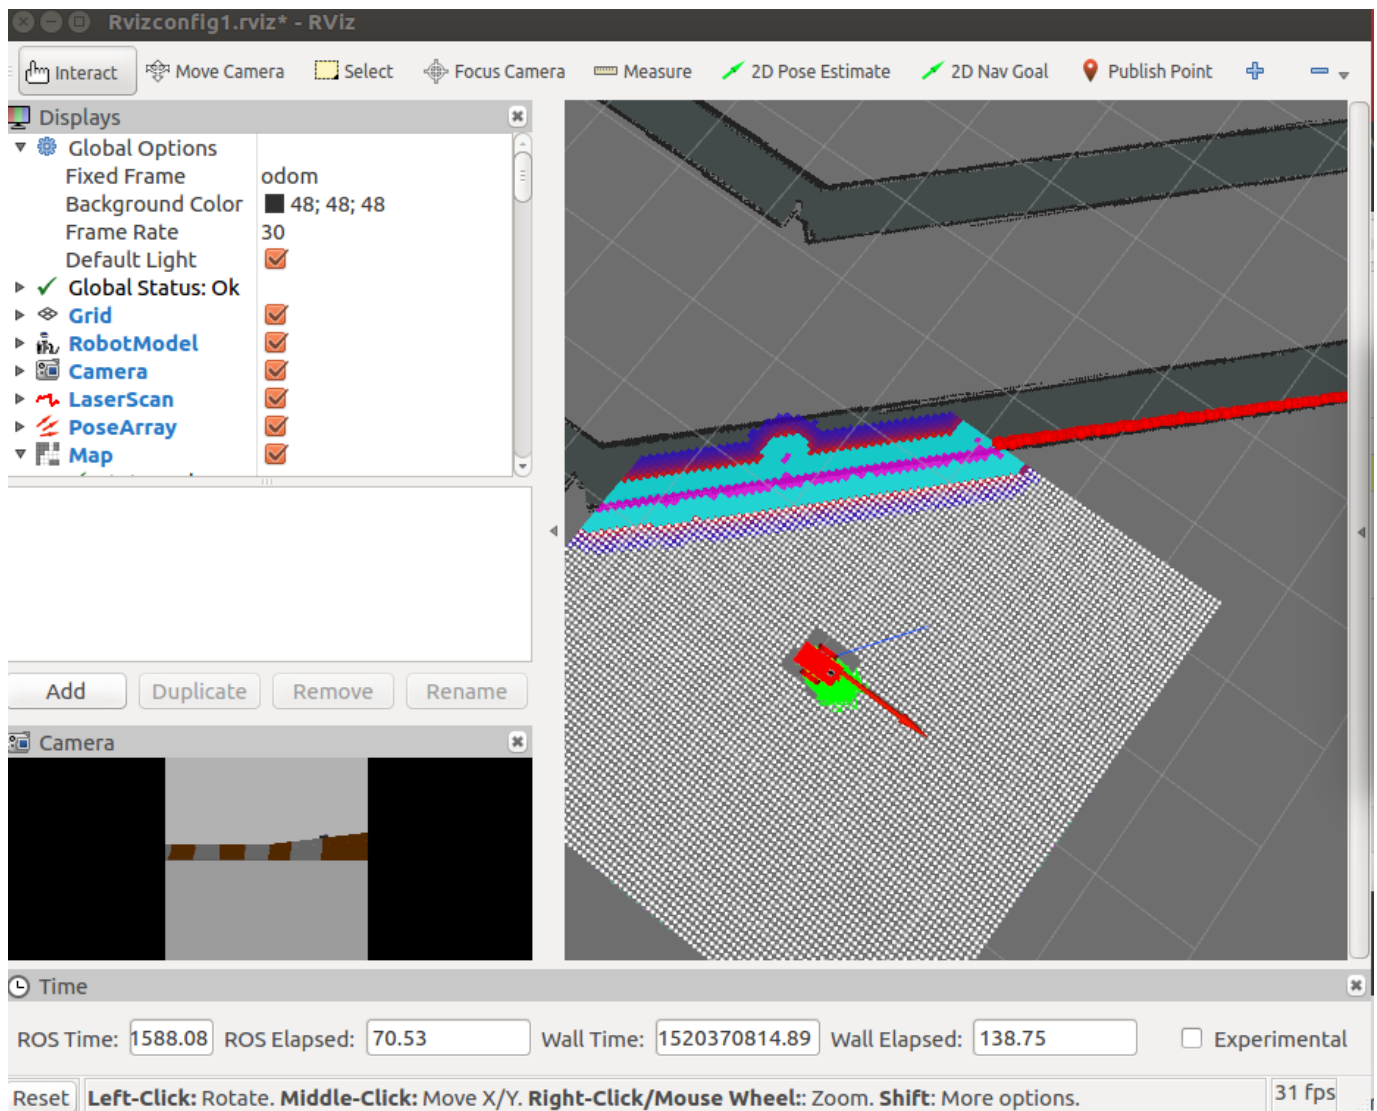 Rvizconfig1.rviz* - RViz
Interact Move Camera Select Focus Camera Measure 2D Pose Estimate 2D Nav Goal Publish Point
Displays
Global Options
Fixed Frame odom
Background Color 48; 48; 48
Frame Rate 30
Default Light
Global Status: Ok
Grid
RobotModel
Camera
LaserScan
PoseArray
Map
Add Duplicate Remove Rename
Camera
Time
ROS Time: 1588.08 ROS Elapsed: 70.53 Wall Time: 1520370814.89 Wall Elapsed: 138.75 Experimental
Reset Left-Click: Rotate. Middle-Click: Move X/Y. Right-Click/Mouse Wheel:: Zoom. Shift: More options. 31 fps